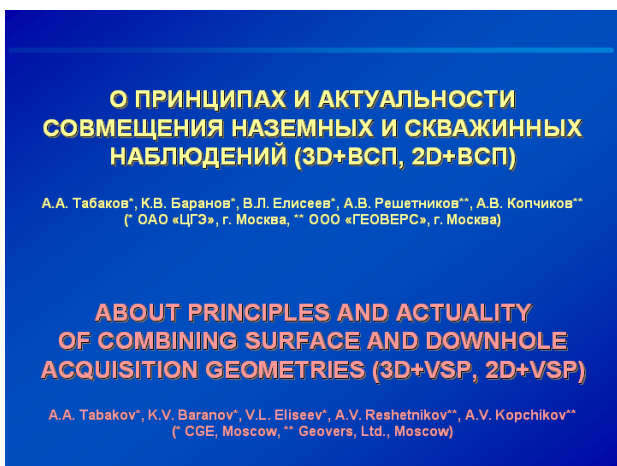 О ПРИНЦИПАХ И АКТУАЛЬНОСТИ
СОВМЕЩЕНИЯ НАЗЕМНЫХ И СКВАЖИННЫХ
НАБЛЮДЕНИЙ (3D+ВСП, 2D+ВСП)
А.А. Табаков*, К.В. Баранов*, В.Л. Елисеев*, А.В. Решетников**, А.В. Копчиков**
(* ОАО «ЦГЭ», г. Москва, ** ООО «ГЕОВЕРС», г. Москва)
ABOUT PRINCIPLES AND ACTUALITY
OF COMBINING SURFACE AND DOWNHOLE
ACQUISITION GEOMETRIES (3D+VSP, 2D+VSP)
A.A. Tabakov*, K.V. Baranov*, V.L. Eliseev*, A.V. Reshetnikov**, A.V. Kopchikov**
(* CGE, Moscow, ** Geovers, Ltd., Moscow)